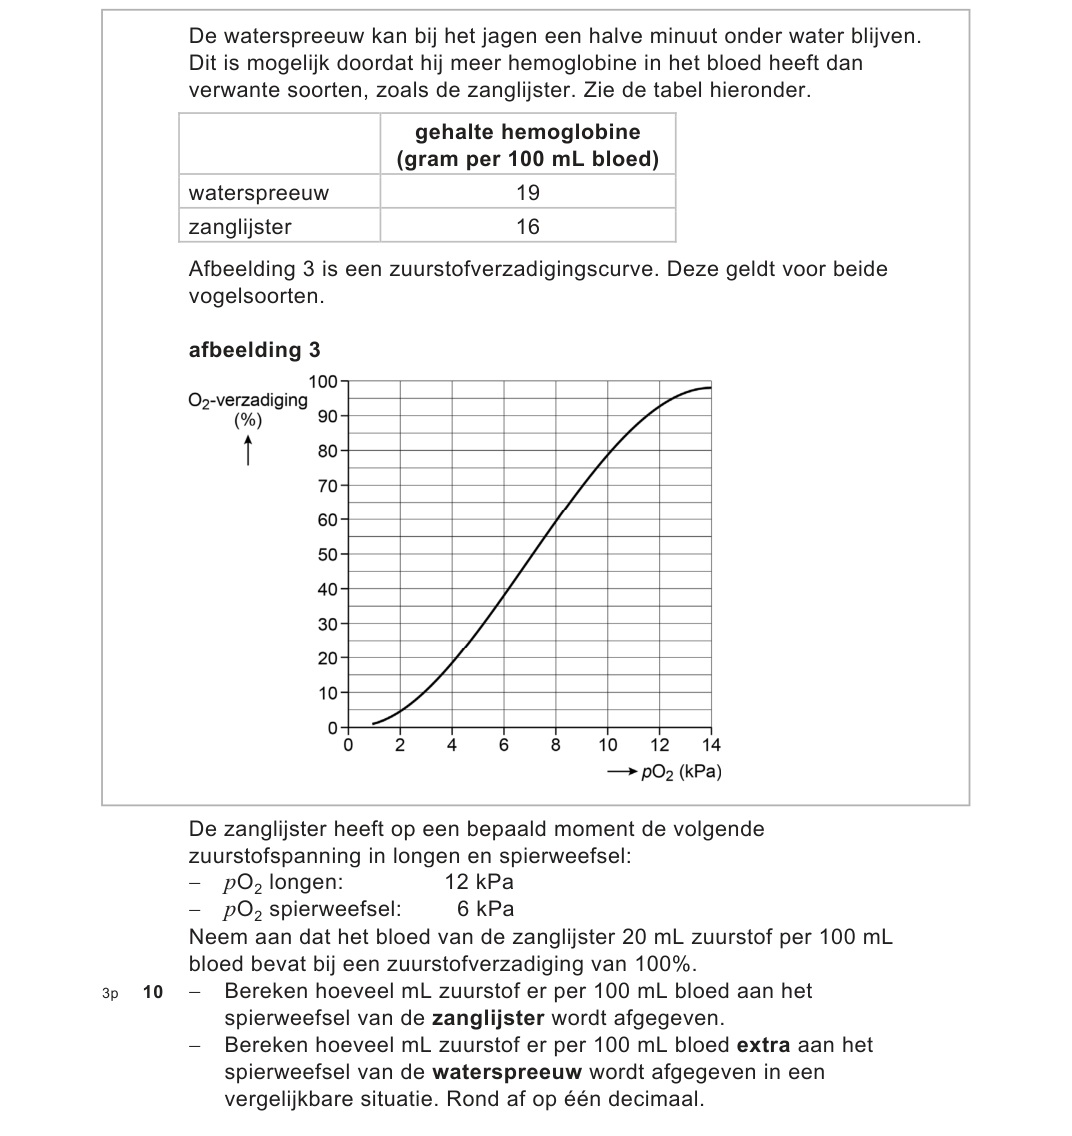 De waterspreeuw kan bij het jagen een halve minuut onder water blijven.
Dit is mogelijk doordat hij meer hemoglobine in het bloed heeft dan
verwante soorten, zoals de zanglijster. Zie de tabel hieronder.
gehalte hemoglobine
(gram per 100 mL bloed)
waterspreeuw 19
zanglijster 16
Afbeelding 3 is een zuurstofverzadigingscurve. Deze geldt voor beide
vogelsoorten.
afbeelding 3
O₂-verzadiging
(%)
100
90
80
70
60
50
40
30
20
10
0
0 2 4 6 8 10 12 14
pO₂ (kPa)
De zanglijster heeft op een bepaald moment de volgende
zuurstofspanning in longen en spierweefsel:
– pO₂ longen: 12 kPa
– pO₂ spierweefsel: 6 kPa
Neem aan dat het bloed van de zanglijster 20 mL zuurstof per 100 mL
bloed bevat bij een zuurstofverzadiging van 100%.
3p 10 – Bereken hoeveel mL zuurstof er per 100 mL bloed aan het
spierweefsel van de zanglijster wordt afgegeven.
– Bereken hoeveel mL zuurstof er per 100 mL bloed extra aan het
spierweefsel van de waterspreeuw wordt afgegeven in een
vergelijkbare situatie. Rond af op één decimaal.